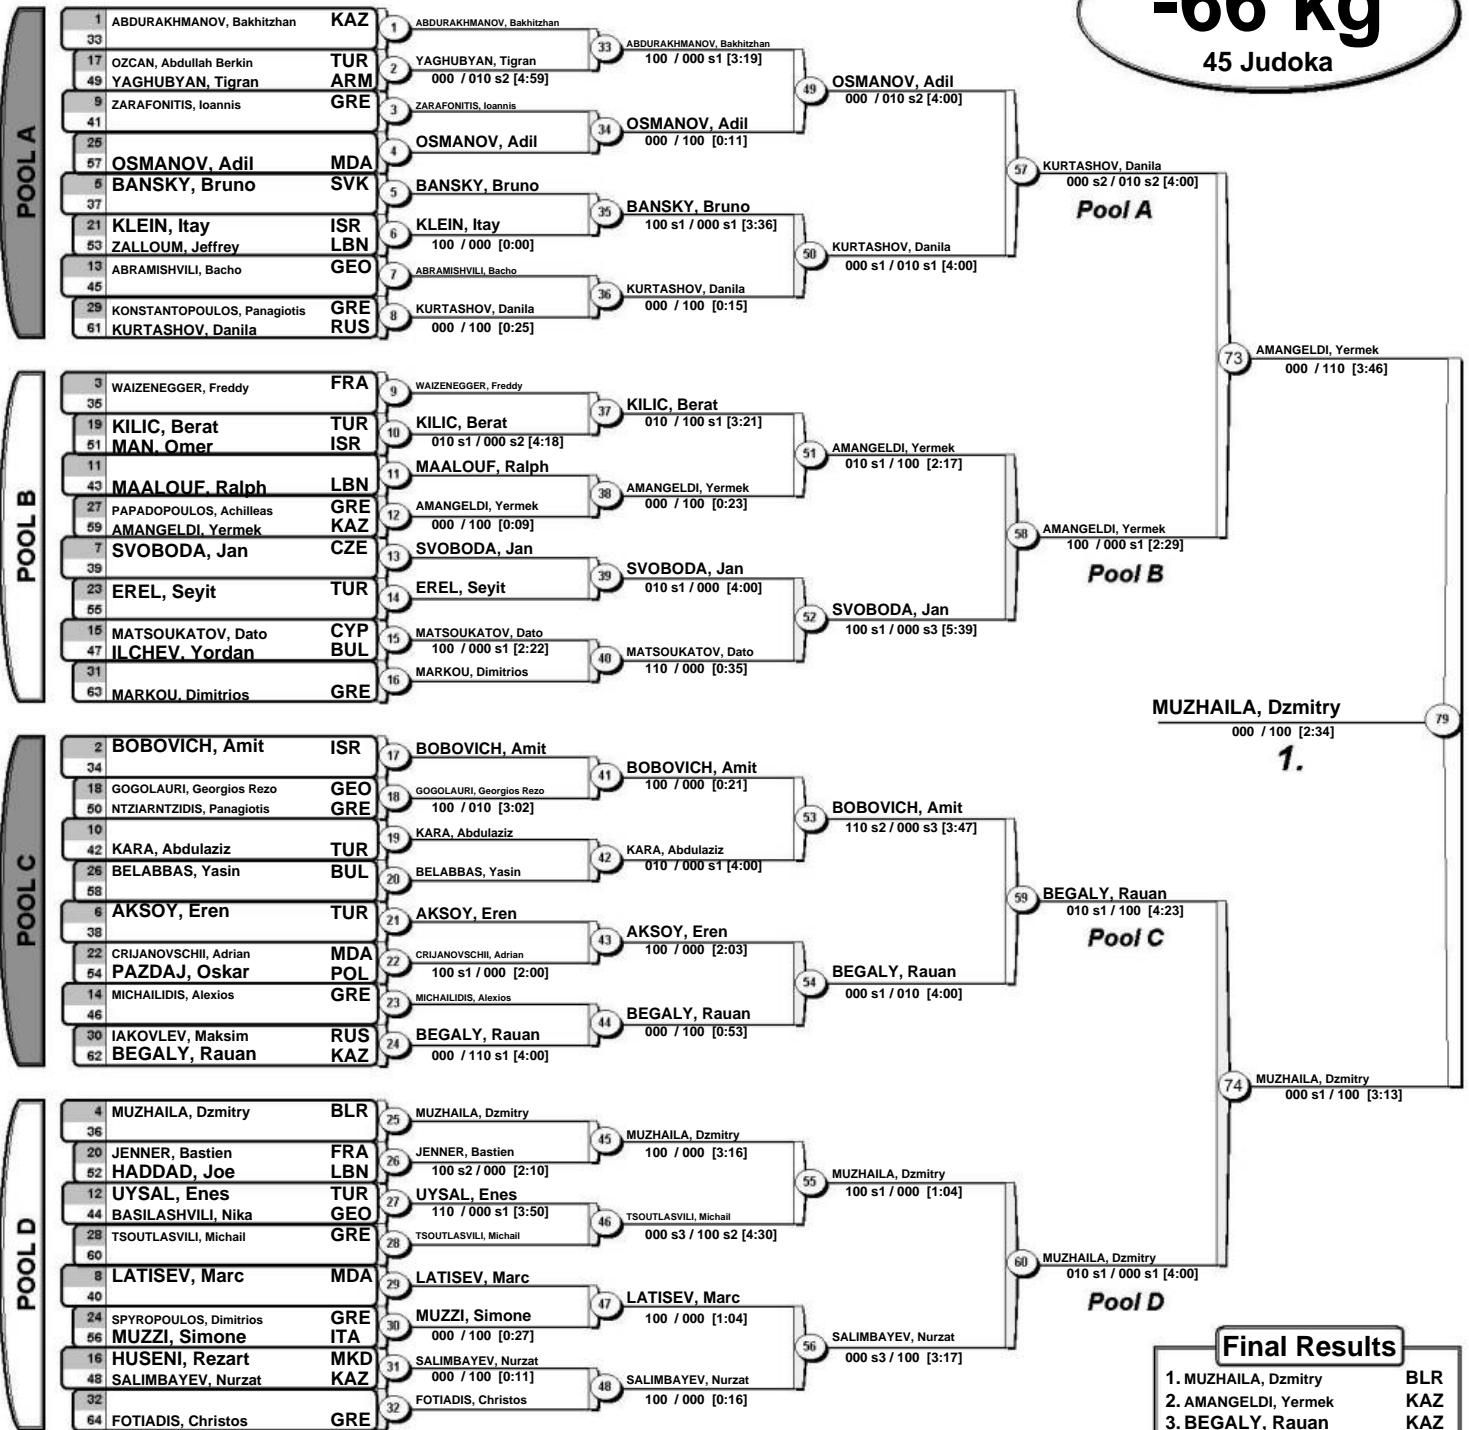 -66 kg
45 Judoka
POOL A
1 ABDURAKHMANOV, Bakhitzhan KAZ
33
17 OZCAN, Abdullah Berkin TUR
49 YAGHUBYAN, Tigran ARM
9 ZARAFONITIS, Ioannis GRE
41
25
57 OSMANOV, Adil MDA
5 BANSKY, Bruno SVK
37
21 KLEIN, Itay ISR
53 ZALLOUM, Jeffrey LBN
13 ABRAMISHVILI, Bacho GEO
45
29 KONSTANTOPOULOS, Panagiotis GRE
61 KURTASHOV, Danila RUS
1 ABDURAKHMANOV, Bakhitzhan
2 YAGHUBYAN, Tigran
000 / 010 s2 [4:59]
3 ZARAFONITIS, Ioannis
4 OSMANOV, Adil
5 BANSKY, Bruno
6 KLEIN, Itay
100 / 000 [0:00]
7 ABRAMISHVILI, Bacho
8 KURTASHOV, Danila
000 / 100 [0:25]
33 ABDURAKHMANOV, Bakhitzhan
100 / 000 s1 [3:19]
34 OSMANOV, Adil
000 / 100 [0:11]
35 BANSKY, Bruno
100 s1 / 000 s1 [3:36]
36 KURTASHOV, Danila
000 / 100 [0:15]
49 OSMANOV, Adil
000 / 010 s2 [4:00]
50 KURTASHOV, Danila
000 s1 / 010 s1 [4:00]
57 KURTASHOV, Danila
000 s2 / 010 s2 [4:00]
Pool A
POOL B
3 WAIZENEGGER, Freddy FRA
35
19 KILIC, Berat TUR
51 MAN, Omer ISR
11
43 MAALOUF, Ralph LBN
27 PAPADOPOULOS, Achilleas GRE
59 AMANGELDI, Yermek KAZ
7 SVOBODA, Jan CZE
39
23 EREL, Seyit TUR
55
15 MATSOUKATOV, Dato CYP
47 ILCHEV, Yordan BUL
31
63 MARKOU, Dimitrios GRE
9 WAIZENEGGER, Freddy
10 KILIC, Berat
010 s1 / 000 s2 [4:18]
11 MAALOUF, Ralph
12 AMANGELDI, Yermek
000 / 100 [0:09]
13 SVOBODA, Jan
14 EREL, Seyit
15 MATSOUKATOV, Dato
100 / 000 s1 [2:22]
16 MARKOU, Dimitrios
37 KILIC, Berat
010 / 100 s1 [3:21]
38 AMANGELDI, Yermek
000 / 100 [0:23]
39 SVOBODA, Jan
010 s1 / 000 [4:00]
40 MATSOUKATOV, Dato
110 / 000 [0:35]
51 AMANGELDI, Yermek
010 s1 / 100 [2:17]
52 SVOBODA, Jan
100 s1 / 000 s3 [5:39]
58 AMANGELDI, Yermek
100 / 000 s1 [2:29]
Pool B
73 AMANGELDI, Yermek
000 / 110 [3:46]
MUZHAILA, Dzmitry 79
000 / 100 [2:34]
1.
POOL C
2 BOBOVICH, Amit ISR
34
18 GOGOLAURI, Georgios Rezo GEO
50 NTZIARNTZIDIS, Panagiotis GRE
10
42 KARA, Abdulaziz TUR
26 BELABBAS, Yasin BUL
58
6 AKSOY, Eren TUR
38
22 CRIJANOVSCHII, Adrian MDA
54 PAZDAJ, Oskar POL
14 MICHAILIDIS, Alexios GRE
46
30 IAKOVLEV, Maksim RUS
62 BEGALY, Rauan KAZ
17 BOBOVICH, Amit
18 GOGOLAURI, Georgios Rezo
100 / 010 [3:02]
19 KARA, Abdulaziz
20 BELABBAS, Yasin
21 AKSOY, Eren
22 CRIJANOVSCHII, Adrian
100 s1 / 000 [2:00]
23 MICHAILIDIS, Alexios
24 BEGALY, Rauan
000 / 110 s1 [4:00]
41 BOBOVICH, Amit
100 / 000 [0:21]
42 KARA, Abdulaziz
010 / 000 s1 [4:00]
43 AKSOY, Eren
100 / 000 [2:03]
44 BEGALY, Rauan
000 / 100 [0:53]
53 BOBOVICH, Amit
110 s2 / 000 s3 [3:47]
54 BEGALY, Rauan
000 s1 / 010 [4:00]
59 BEGALY, Rauan
010 s1 / 100 [4:23]
Pool C
74 MUZHAILA, Dzmitry
000 s1 / 100 [3:13]
POOL D
4 MUZHAILA, Dzmitry BLR
36
20 JENNER, Bastien FRA
52 HADDAD, Joe LBN
12 UYSAL, Enes TUR
44 BASILASHVILI, Nika GEO
28 TSOUTLASVILI, Michail GRE
60
8 LATISEV, Marc MDA
40
24 SPYROPOULOS, Dimitrios GRE
56 MUZZI, Simone ITA
16 HUSENI, Rezart MKD
48 SALIMBAYEV, Nurzat KAZ
32
64 FOTIADIS, Christos GRE
25 MUZHAILA, Dzmitry
26 JENNER, Bastien
100 s2 / 000 [2:10]
27 UYSAL, Enes
110 / 000 s1 [3:50]
28 TSOUTLASVILI, Michail
29 LATISEV, Marc
30 MUZZI, Simone
000 / 100 [0:27]
31 SALIMBAYEV, Nurzat
000 / 100 [0:11]
32 FOTIADIS, Christos
45 MUZHAILA, Dzmitry
100 / 000 [3:16]
46 TSOUTLASVILI, Michail
000 s3 / 100 s2 [4:30]
47 LATISEV, Marc
100 / 000 [1:04]
48 SALIMBAYEV, Nurzat
100 / 000 [0:16]
55 MUZHAILA, Dzmitry
100 s1 / 000 [1:04]
56 SALIMBAYEV, Nurzat
000 s3 / 100 [3:17]
60 MUZHAILA, Dzmitry
010 s1 / 000 s1 [4:00]
Pool D
Final Results
1. MUZHAILA, Dzmitry BLR
2. AMANGELDI, Yermek KAZ
3. BEGALY, Rauan KAZ